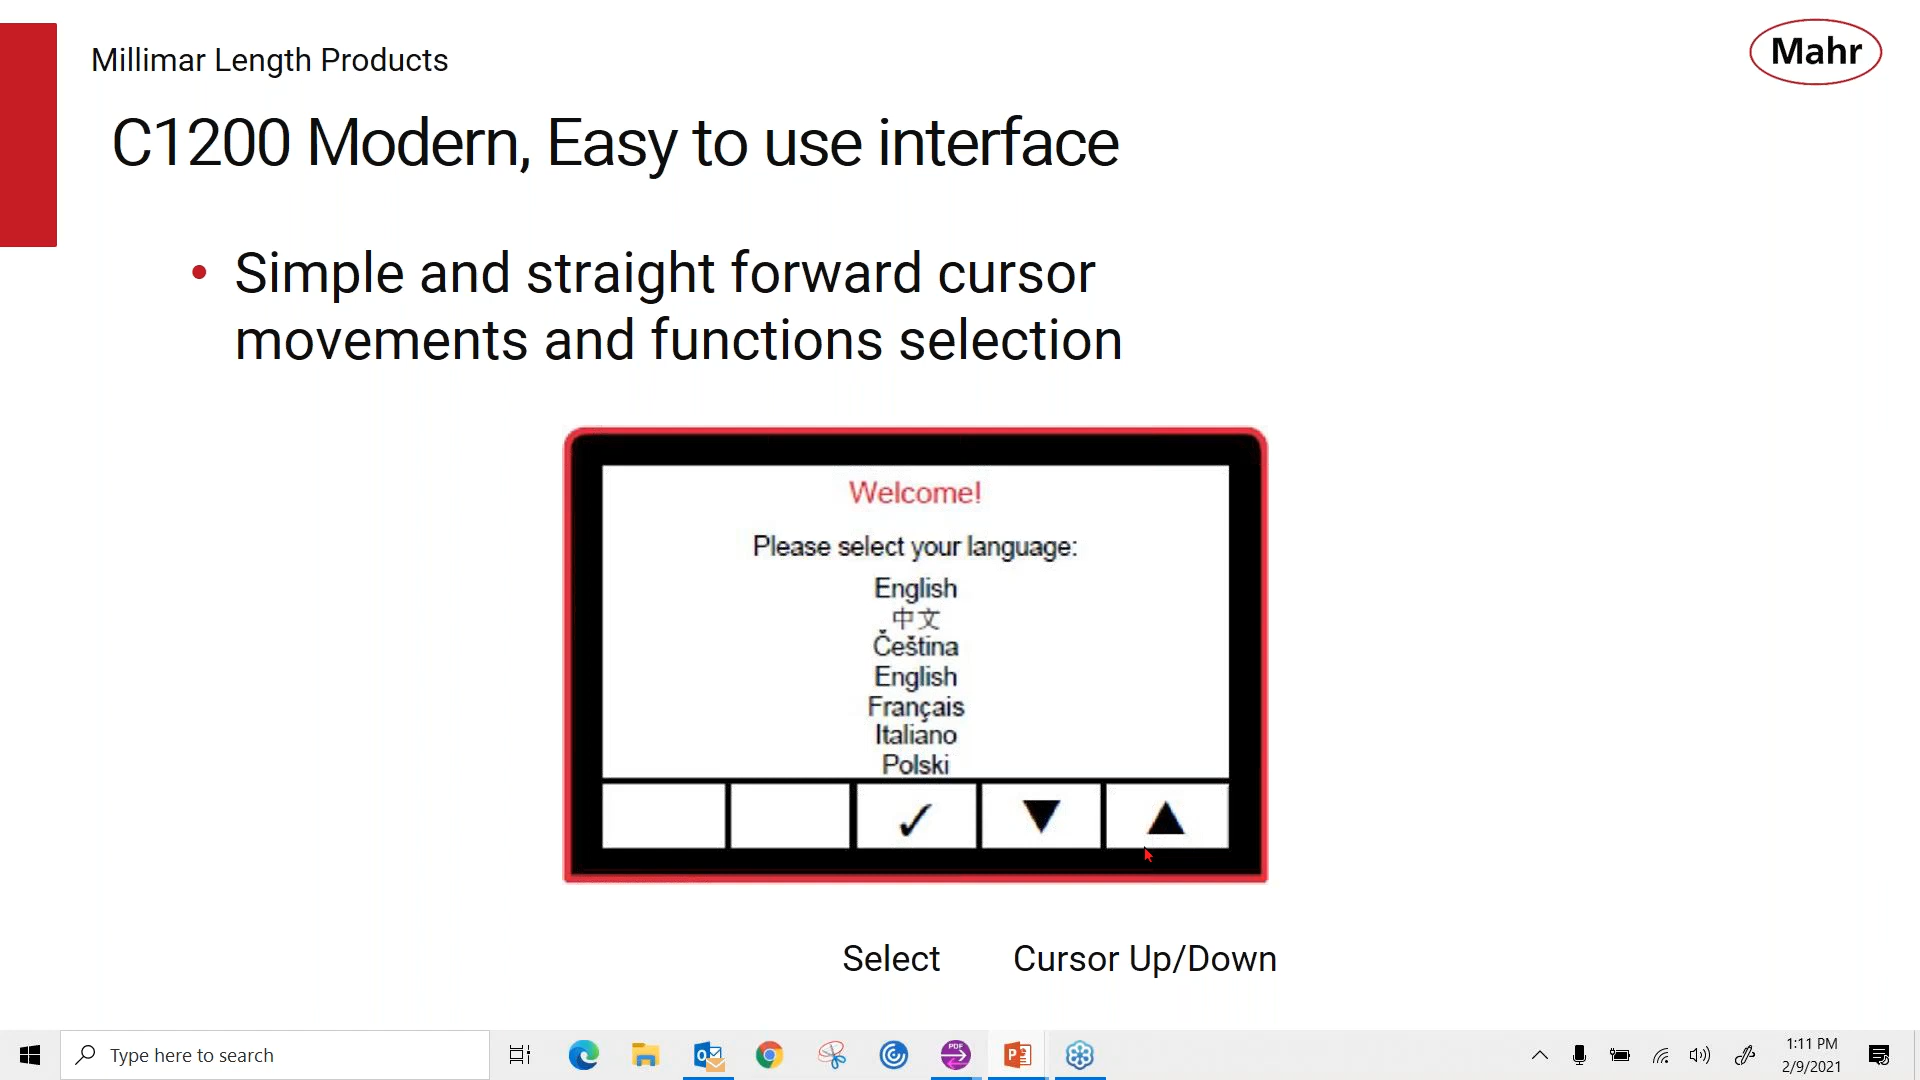 Millimar Length Products
Mahr
C1200 Modern, Easy to use interface
• Simple and straight forward cursor
movements and functions selection
Welcome!
Please select your language:
English
中文
Čeština
English
Français
Italiano
Polski
Select
Cursor Up/Down
Type here to search
PDF
1:11 PM
2/9/2021